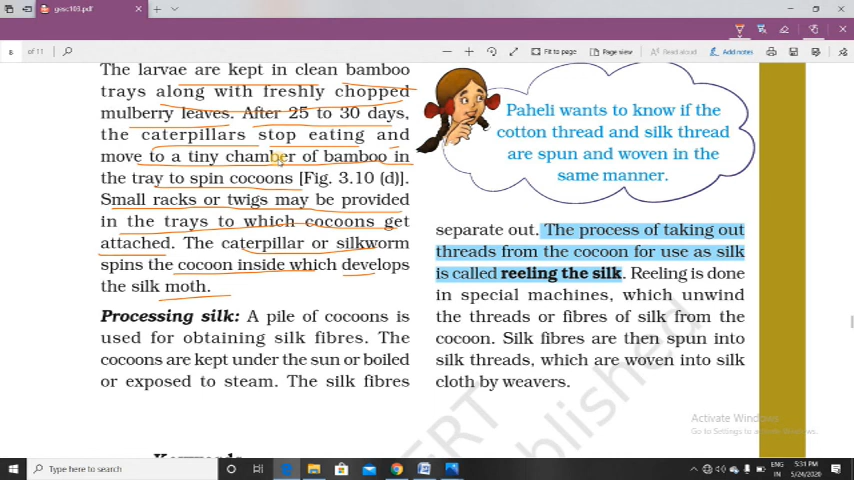 gesc103.pdf
8
of 11
Fit to page
Page view
Read aloud
Add notes
The larvae are kept in clean bamboo
trays along with freshly chopped
mulberry leaves. After 25 to 30 days,
the caterpillars stop eating and
move to a tiny chamber of bamboo in
the tray to spin cocoons [Fig. 3.10 (d)].
Small racks or twigs may be provided
in the trays to which cocoons get
attached. The caterpillar or silkworm
spins the cocoon inside which develops
the silk moth.
Processing silk: A pile of cocoons is
used for obtaining silk fibres. The
cocoons are kept under the sun or boiled
or exposed to steam. The silk fibres
Keywords
Paheli wants to know if the
cotton thread and silk thread
are spun and woven in the
same manner.
separate out. The process of taking out
threads from the cocoon for use as silk
is called reeling the silk. Reeling is done
in special machines, which unwind
the threads or fibres of silk from the
cocoon. Silk fibres are then spun into
silk threads, which are woven into silk
cloth by weavers.
Activate Windows
Go to Settings to activate Windows.
Type here to search
ENG
IN
5:31 PM
5/24/2020